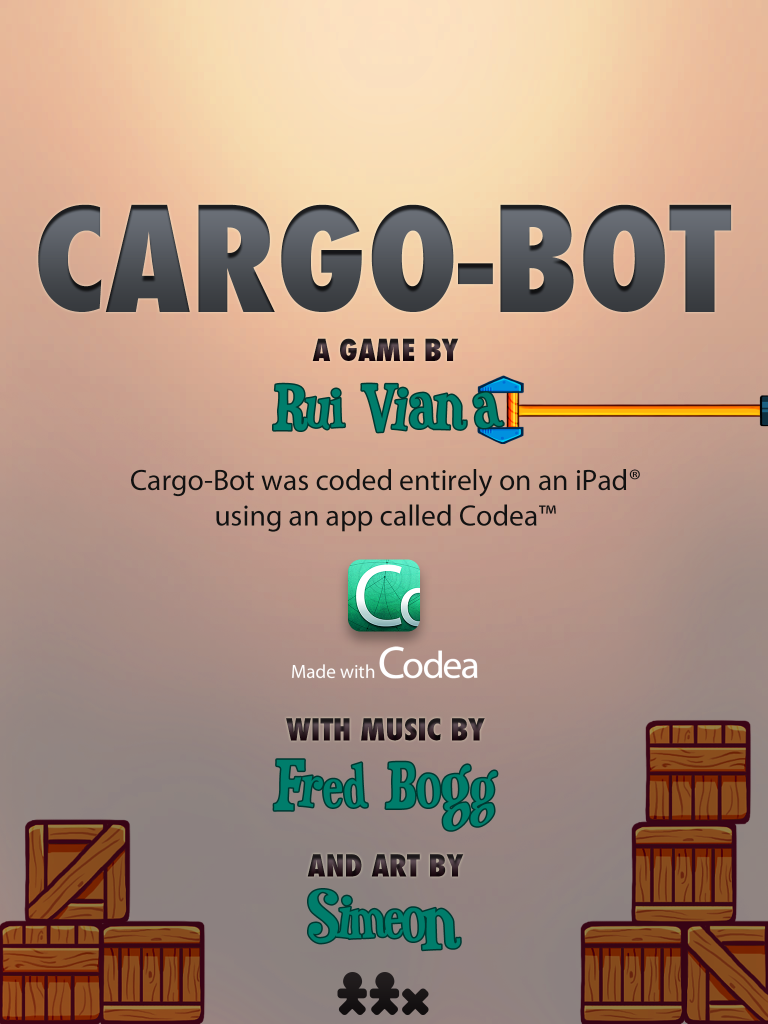 CARGO-BOT
A GAME BY
Rui Viana
Cargo-Bot was coded entirely on an iPad®
using an app called Codea™
Co
Made with Codea
WITH MUSIC BY
Fred Bogg
AND ART BY
Simeon